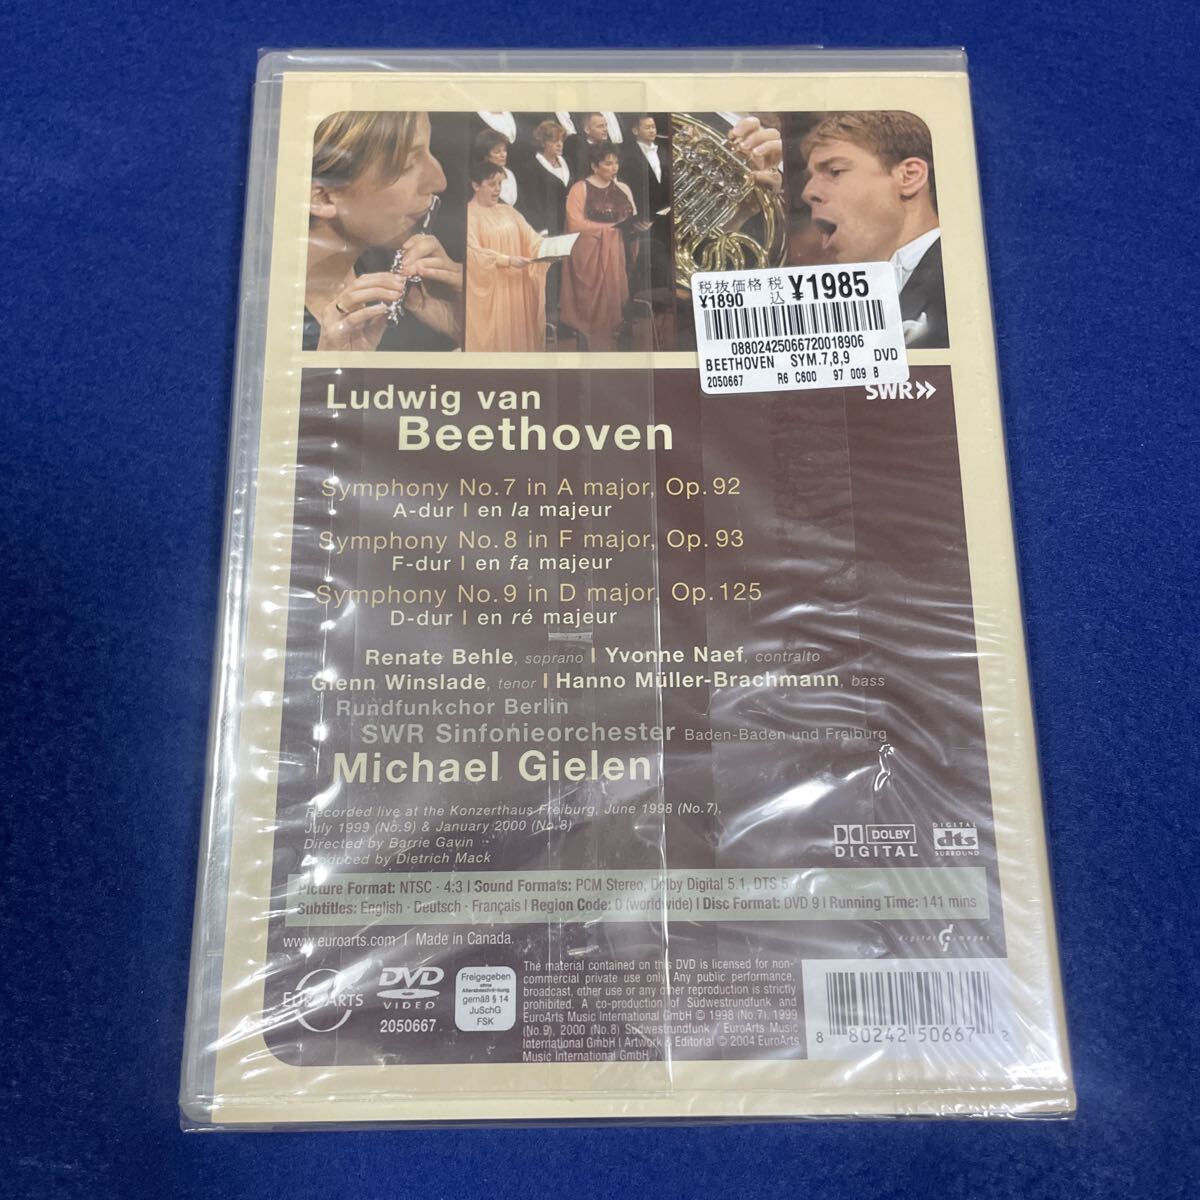 税抜価格 税込 ¥1985
¥1890
08802425066720018906
BEETHOVEN SYM.7,8,9 DVD
2050667 R6 C600 97 009 B
SWR
Ludwig van
Beethoven
Symphony No.7 in A major, Op.92
A-dur I en la majeur
Symphony No.8 in F major, Op.93
F-dur I en fa majeur
Symphony No.9 in D major, Op.125
D-dur I en ré majeur
Renate Behle, soprano I Yvonne Naef, contralto
Glenn Winslade, tenor I Hanno Müller-Brachmann, bass
Rundfunkchor Berlin
SWR Sinfonieorchester Baden-Baden und Freiburg
Michael Gielen
Recorded live at the Konzerthaus Freiburg, June 1998 (No.7),
July 1999 (No.9) & January 2000 (No.8)
Directed by Barrie Gavin
Produced by Dietrich Mack
DOLBY
DIGITAL
DIGITAL
dts
SURROUND
Picture Format: NTSC · 4:3 I Sound Formats: PCM Stereo, Dolby Digital 5.1, DTS 5.1
Subtitles: English · Deutsch · Français I Region Code: 0 (worldwide) I Disc Format: DVD 9 I Running Time: 141 mins
www.euroarts.com I Made in Canada.
digital images
EUROARTS
DVD
VIDEO
2050667
Freigegeben
ohne
Altersbeschränkung
gemäß § 14
JuSchG
FSK
The material contained on this DVD is licensed for non-
commercial private use only. Any public performance,
broadcast, other use or any other reproduction is strictly
prohibited. A co-production of Südwestrundfunk and
EuroArts Music International GmbH © 1998 (No.7), 1999
(No.9), 2000 (No.8) Südwestrundfunk / EuroArts Music
International GmbH I Artwork & Editorial © 2004 EuroArts
Music International GmbH
8 80242 50667 2